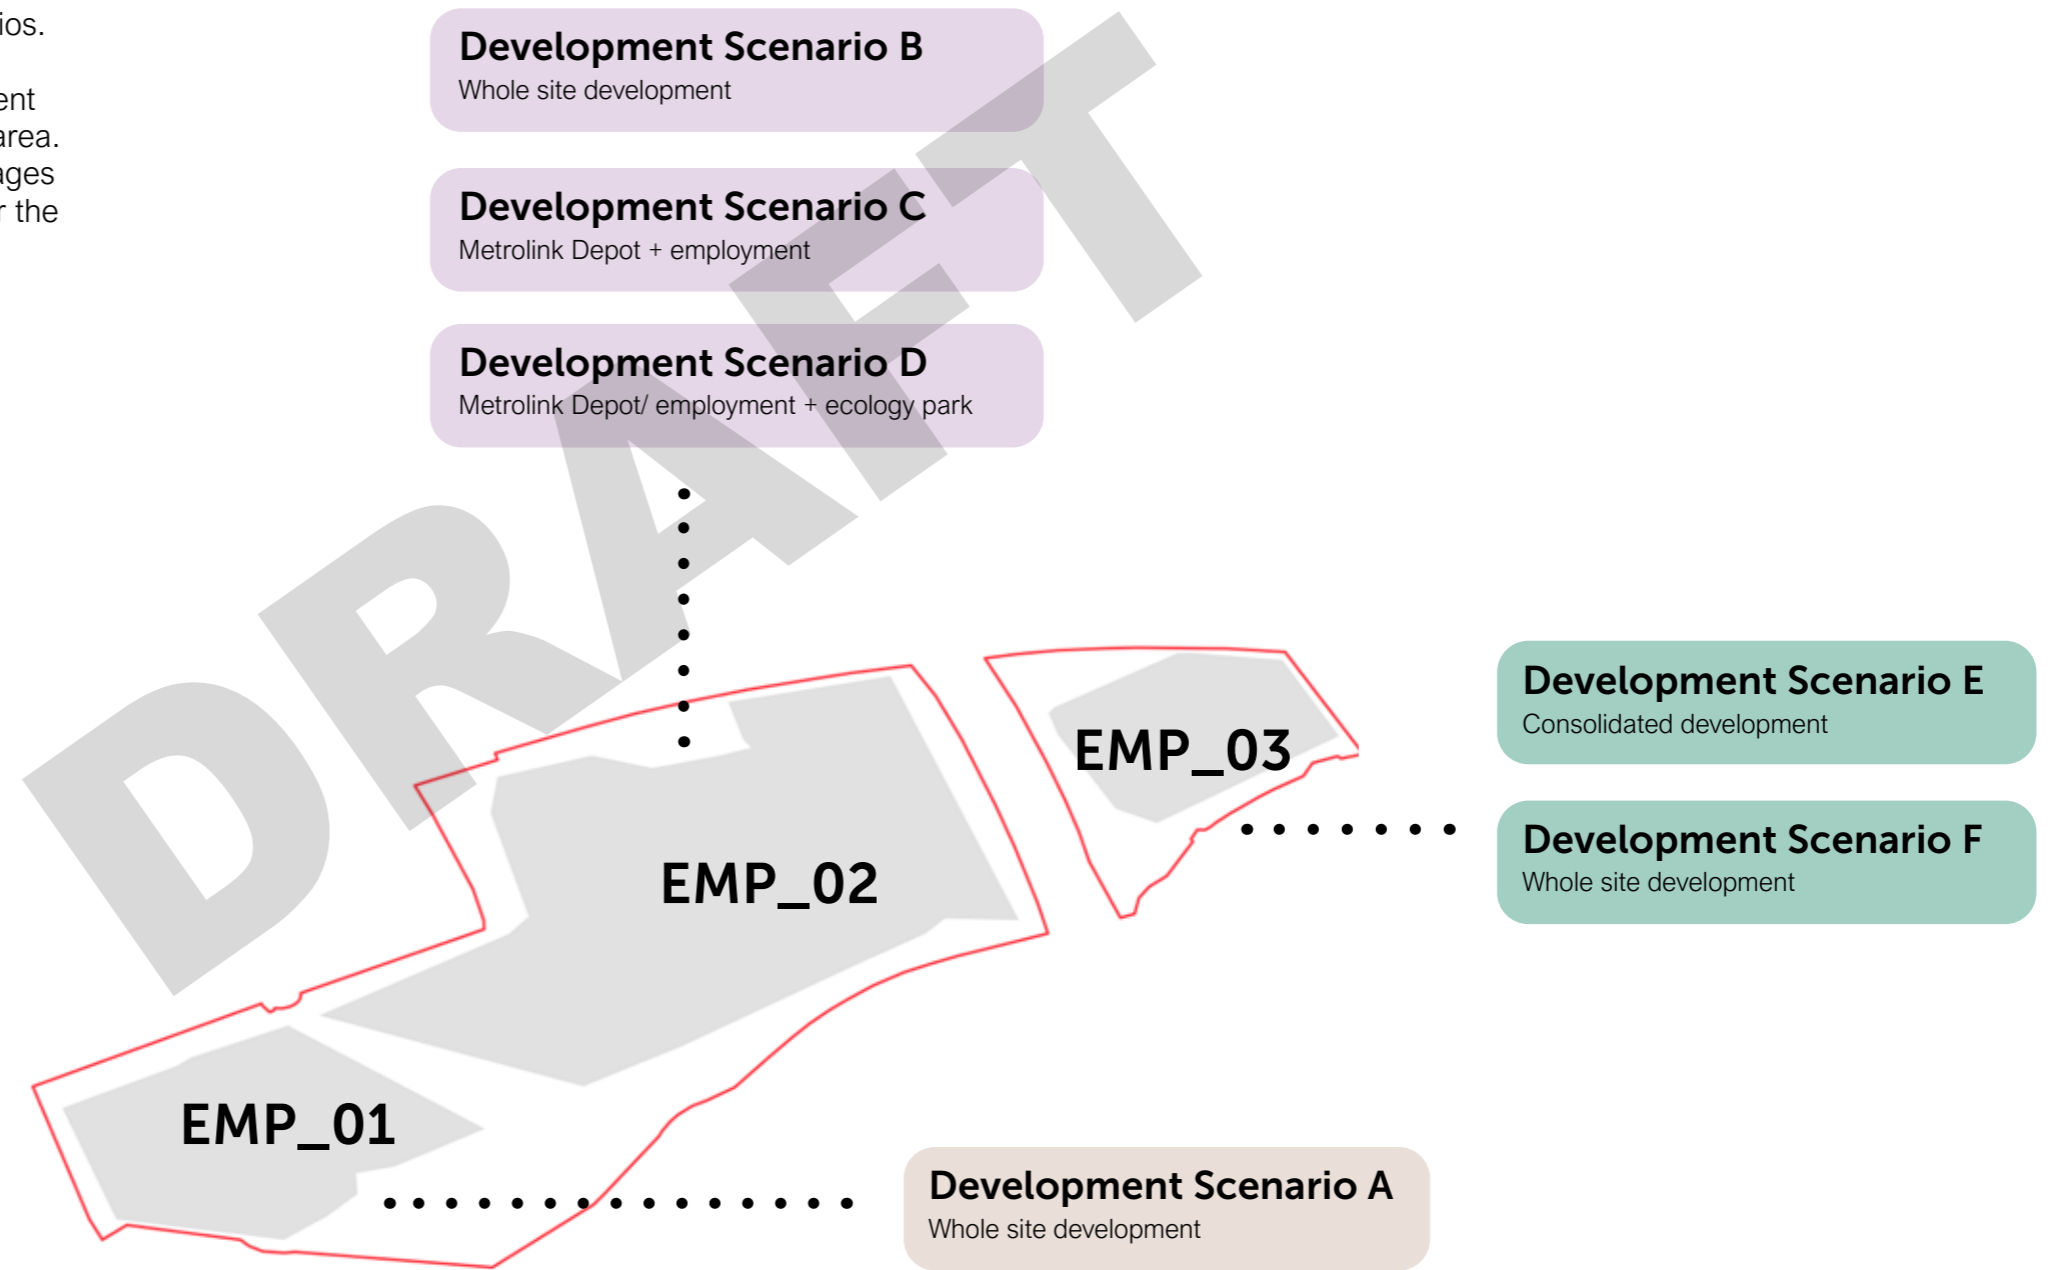 ios.
ent
area.
ages
r the
Development Scenario B
Whole site development
Development Scenario C
Metrolink Depot + employment
Development Scenario D
Metrolink Depot/ employment + ecology park
DRAFT
EMP_03
EMP_02
EMP_01
Development Scenario E
Consolidated development
Development Scenario F
Whole site development
Development Scenario A
Whole site development